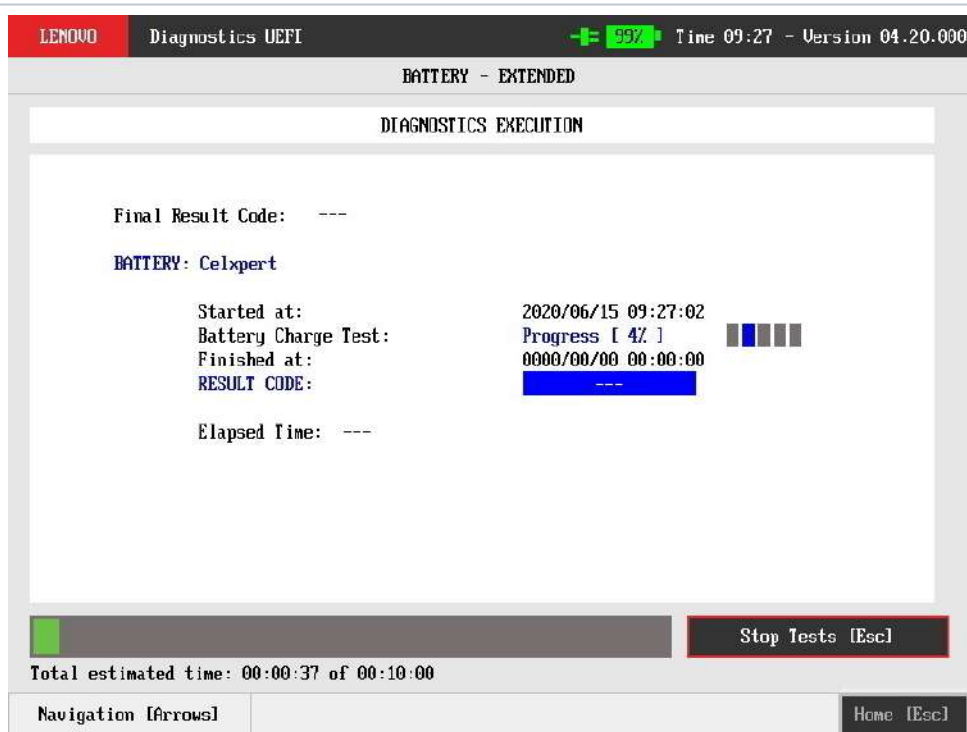 LENOVO Diagnostics UEFI 99% Time 09:27 - Version 04.20.000
BATTERY - EXTENDED
DIAGNOSTICS EXECUTION
Final Result Code: ---
BATTERY: Celxpert
Started at: 2020/06/15 09:27:02
Battery Charge Test: Progress [ 4% ]
Finished at: 0000/00/00 00:00:00
RESULT CODE: ---
Elapsed Time: ---
Stop Tests [Esc]
Total estimated time: 00:00:37 of 00:10:00
Navigation [Arrows] Home [Esc]